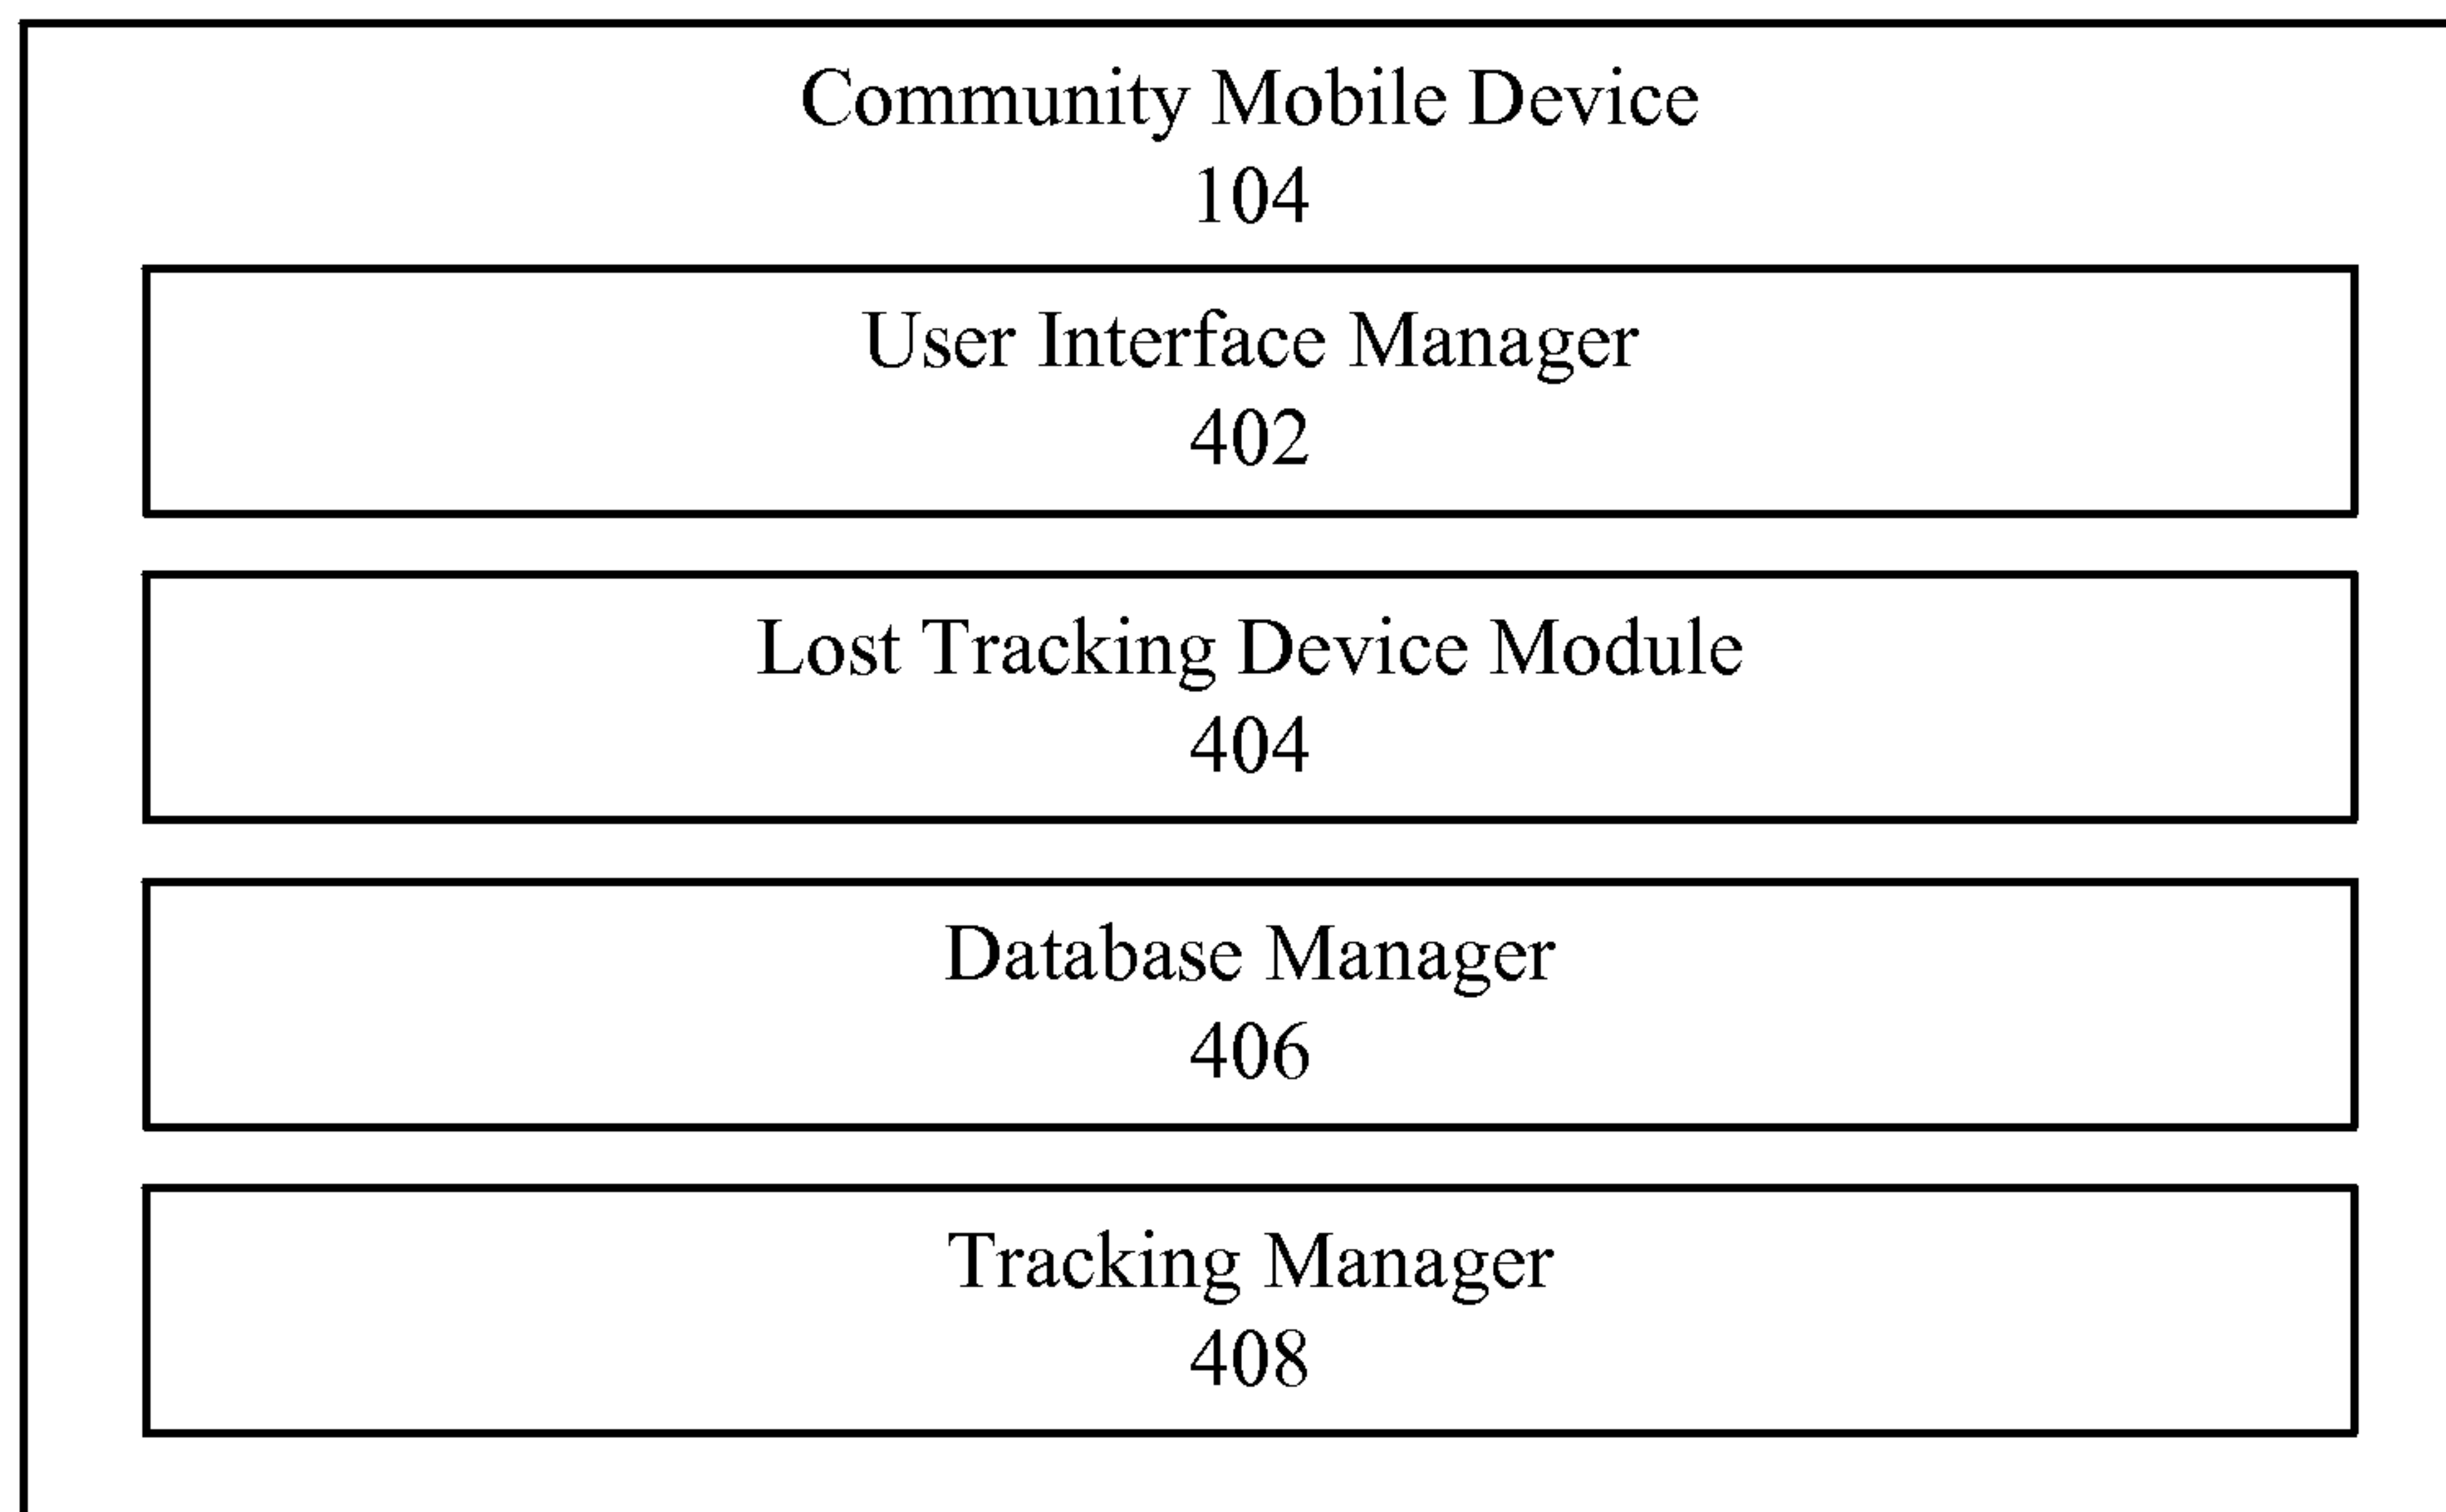 Community Mobile Device
104
User Interface Manager
402
Lost Tracking Device Module
404
Database Manager
406
Tracking Manager
408